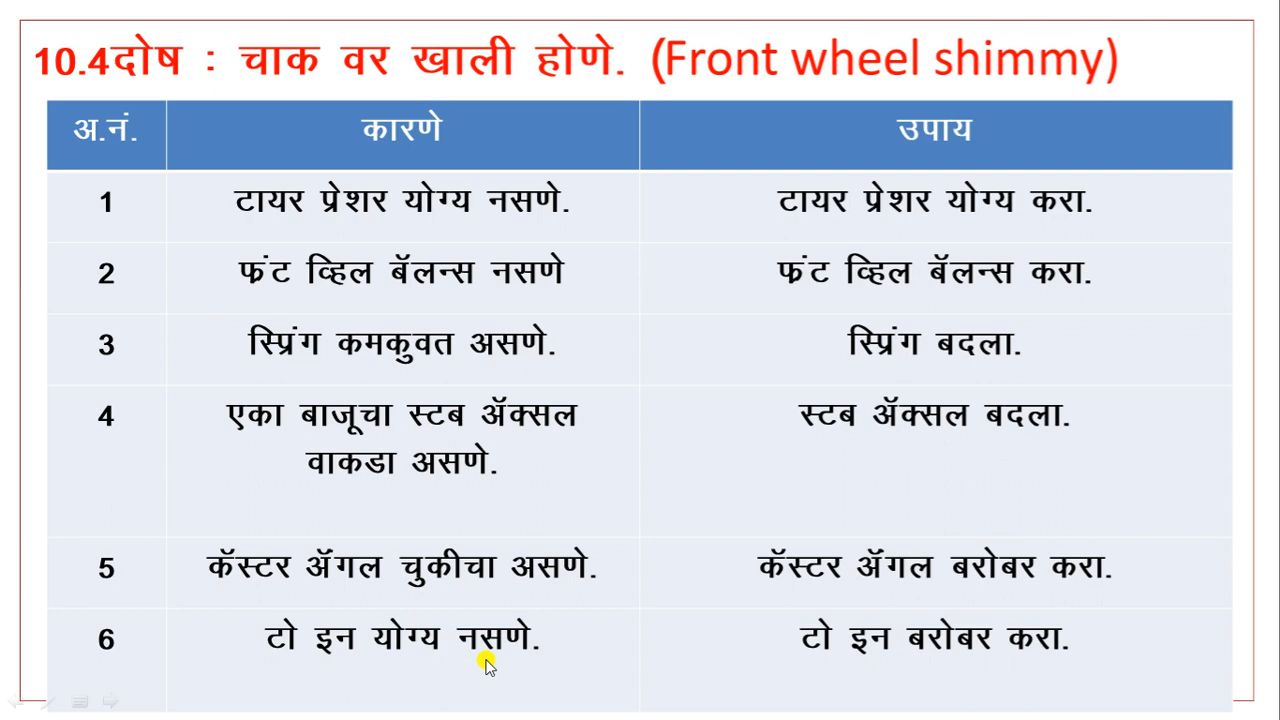 10.4दोष : चाक वर खाली होणे. (Front wheel shimmy)
अ.नं. कारणे उपाय
1 टायर प्रेशर योग्य नसणे. टायर प्रेशर योग्य करा.
2 फंट व्हिल बॅलन्स नसणे फंट व्हिल बॅलन्स करा.
3 स्प्रिंग कमकुवत असणे. स्प्रिंग बदला.
4 एका बाजूचा स्टब ॲक्सल स्टब ॲक्सल बदला.
वाकडा असणे.
5 कॅस्टर ॲंगल चुकीचा असणे. कॅस्टर ॲंगल बरोबर करा.
6 टो इन योग्य नसणे. टो इन बरोबर करा.